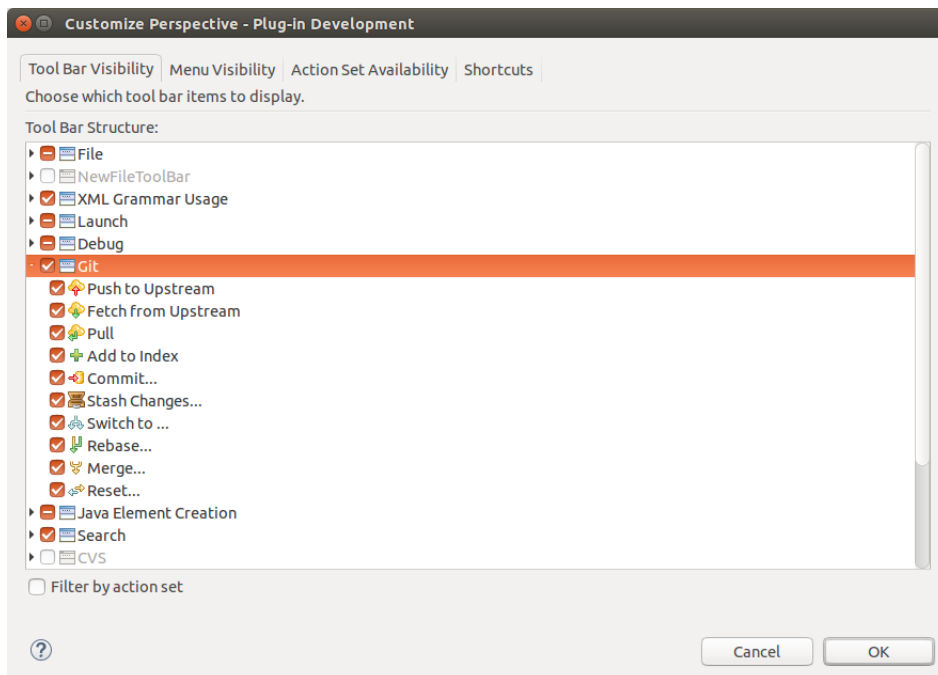 Customize Perspective - Plug-in Development
Tool Bar Visibility Menu Visibility Action Set Availability Shortcuts
Choose which tool bar items to display.
Tool Bar Structure:
File
NewFileToolBar
XML Grammar Usage
Launch
Debug
Git
Push to Upstream
Fetch from Upstream
Pull
Add to Index
Commit...
Stash Changes...
Switch to ...
Rebase...
Merge...
Reset...
Java Element Creation
Search
CVS
Filter by action set
? Cancel OK